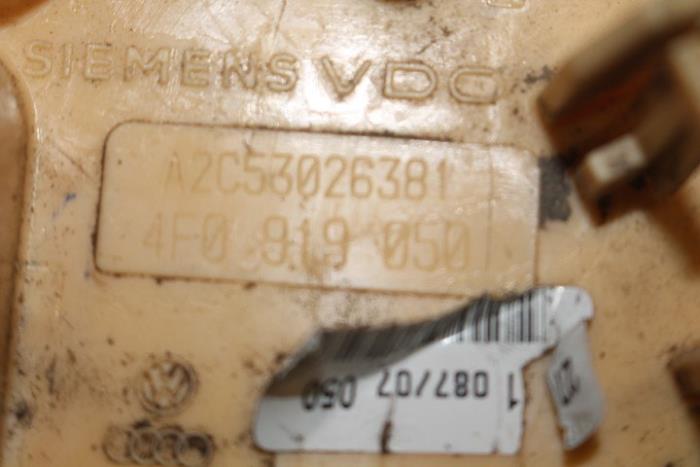 SIEMENS VDO
A2C53026381
4F0 919 050
1 087/07 050